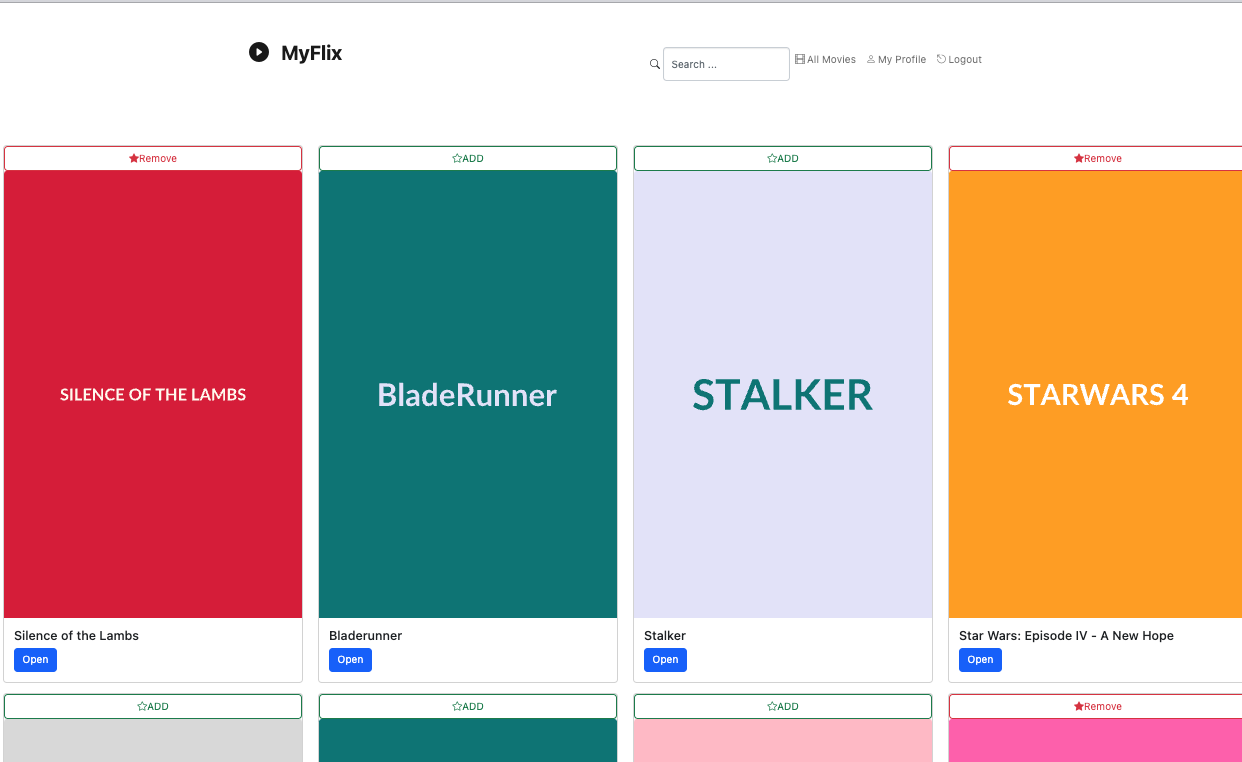 MyFlix
Search ...
All Movies
My Profile
Logout
Remove
ADD
ADD
Remove
SILENCE OF THE LAMBS
BladeRunner
STALKER
STARWARS 4
Silence of the Lambs
Bladerunner
Stalker
Star Wars: Episode IV - A New Hope
Open
Open
Open
Open
ADD
ADD
ADD
Remove